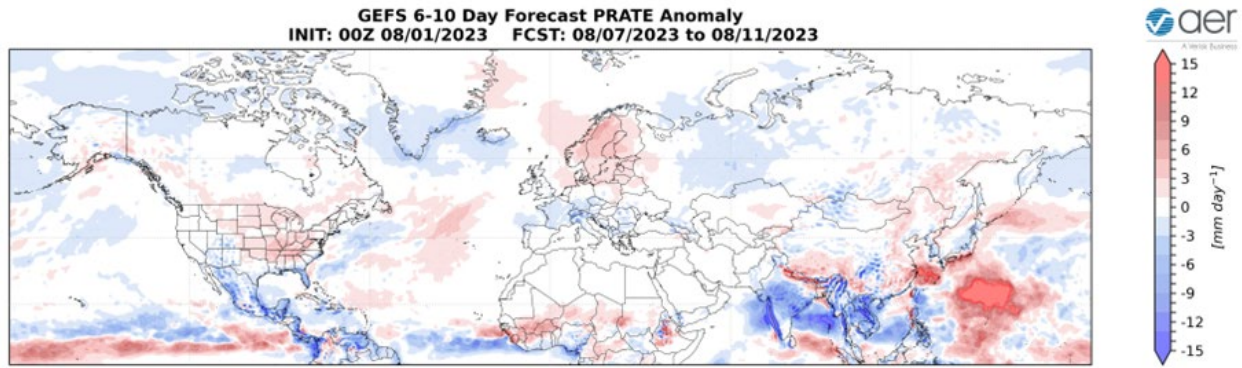 GEFS 6-10 Day Forecast PRATE Anomaly
INIT: 00Z 08/01/2023 FCST: 08/07/2023 to 08/11/2023
aer
A Verisk Business
15
12
9
6
3
0
-3
-6
-9
-12
-15
[mm day⁻¹]